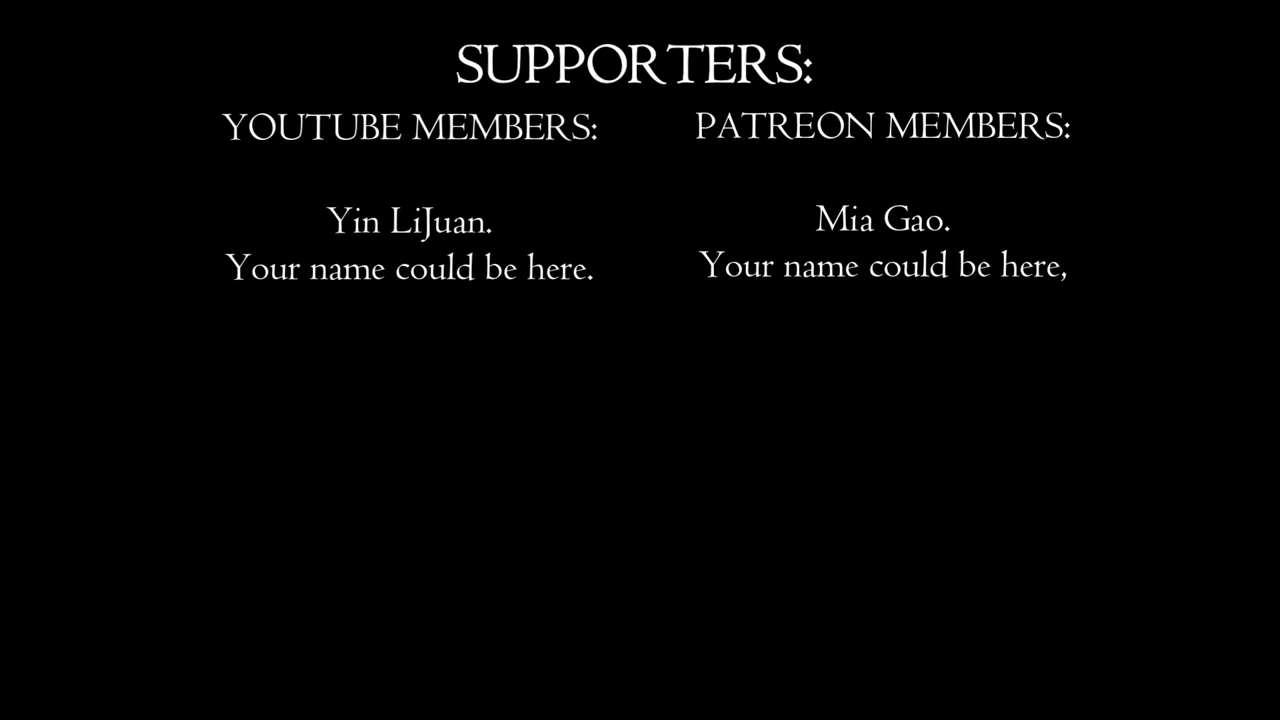 SUPPORTERS:
YOUTUBE MEMBERS:
Yin LiJuan.
Your name could be here.
PATREON MEMBERS:
Mia Gao.
Your name could be here,